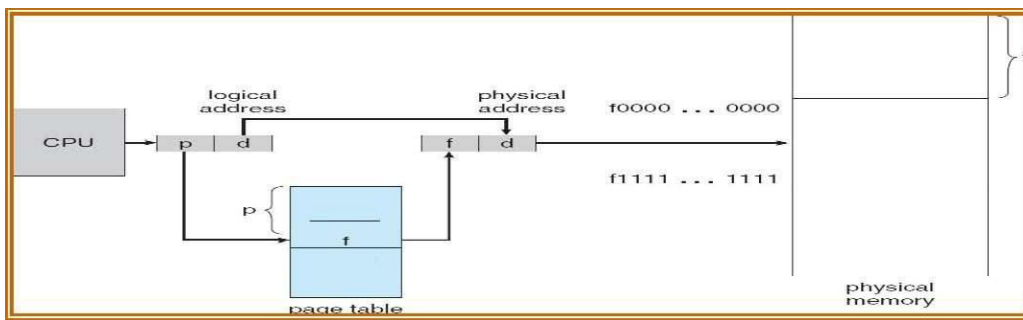 logical
address
physical
address
f0000 ... 0000
CPU
p d
f d
f1111 ... 1111
p
f
page table
physical
memory